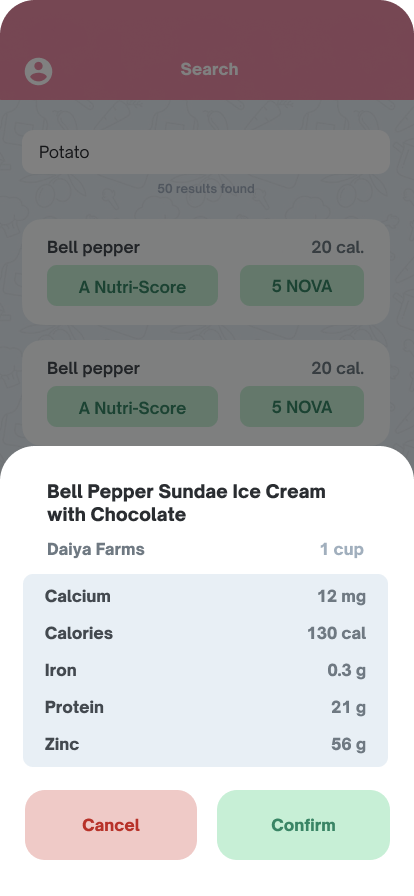 Search
Potato
50 results found
Bell pepper 20 cal.
A Nutri-Score 5 NOVA
Bell pepper 20 cal.
A Nutri-Score 5 NOVA
Bell Pepper Sundae Ice Cream
with Chocolate
Daiya Farms 1 cup
Calcium 12 mg
Calories 130 cal
Iron 0.3 g
Protein 21 g
Zinc 56 g
Cancel Confirm